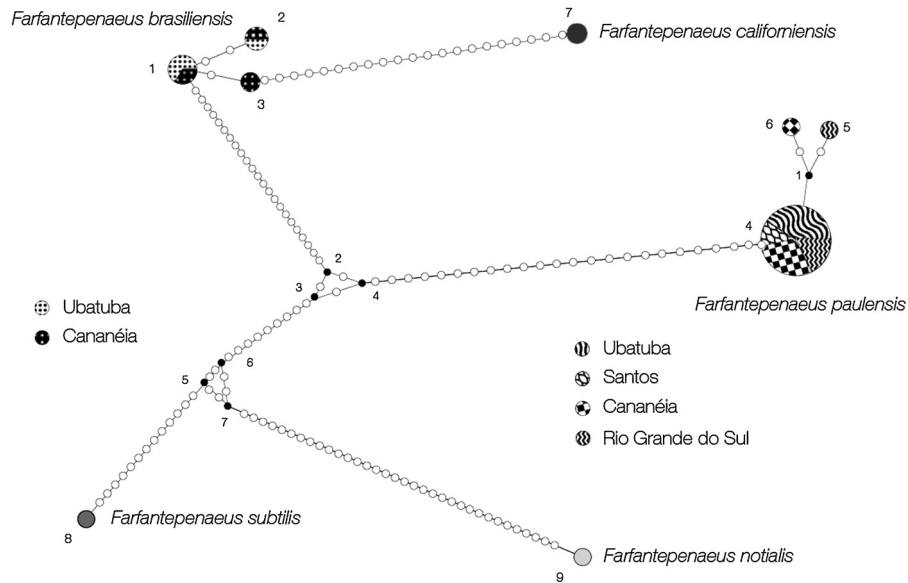 Farfantepenaeus brasiliensis
2
7
Farfantepenaeus californiensis
1
3
6
5
1
4
2
3
4
Farfantepenaeus paulensis
Ubatuba
Cananéia
Ubatuba
Santos
Cananéia
Rio Grande do Sul
6
5
7
8
Farfantepenaeus subtilis
Farfantepenaeus notialis
9